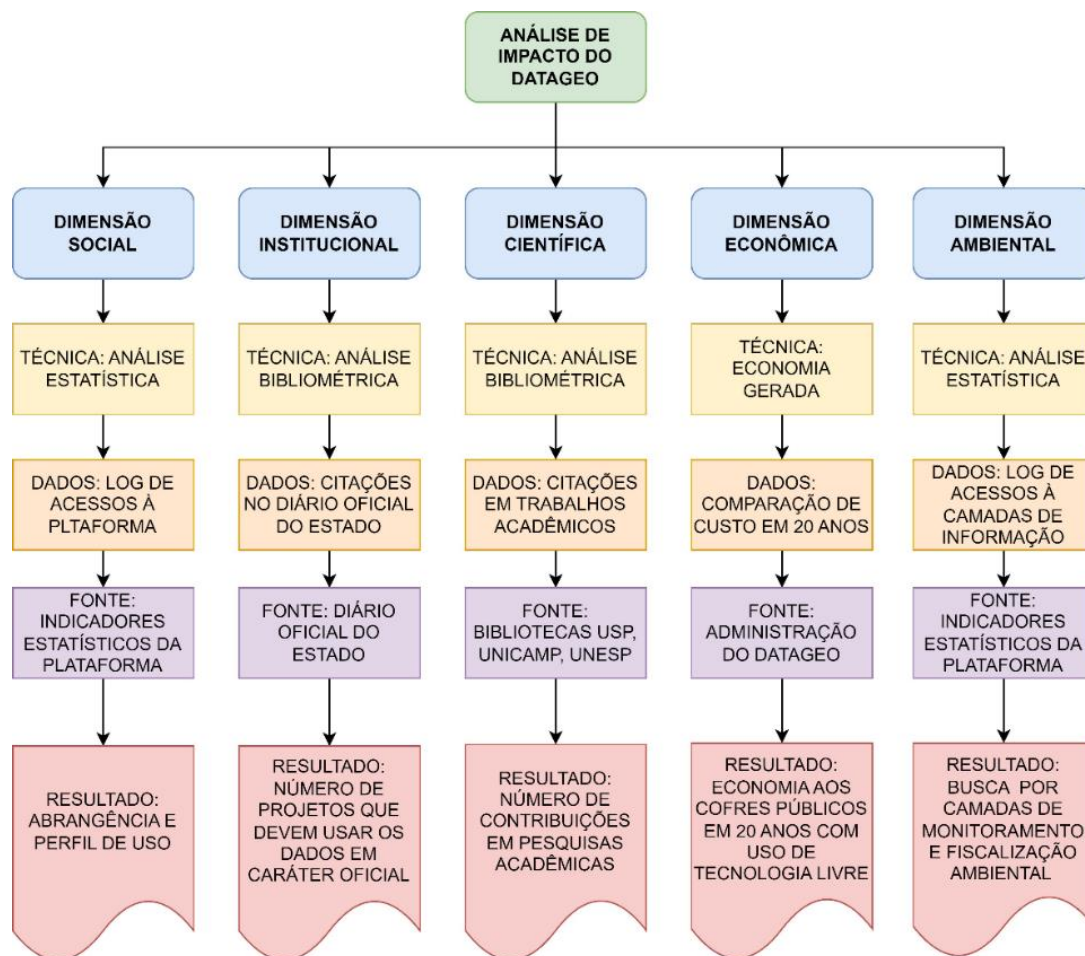 ANÁLISE DE
IMPACTO DO
DATAGEO
DIMENSÃO
SOCIAL
TÉCNICA: ANÁLISE
ESTATÍSTICA
DADOS: LOG DE
ACESSOS À
PLTAFORMA
FONTE:
INDICADORES
ESTATÍSTICOS DA
PLATAFORMA
RESULTADO:
ABRANGÊNCIA E
PERFIL DE USO
DIMENSÃO
INSTITUCIONAL
TÉCNICA: ANÁLISE
BIBLIOMÉTRICA
DADOS: CITAÇÕES
NO DIÁRIO OFICIAL
DO ESTADO
FONTE: DIÁRIO
OFICIAL DO
ESTADO
RESULTADO:
NÚMERO DE
PROJETOS QUE
DEVEM USAR OS
DADOS EM
CARÁTER OFICIAL
DIMENSÃO
CIENTÍFICA
TÉCNICA: ANÁLISE
BIBLIOMÉTRICA
DADOS: CITAÇÕES
EM TRABALHOS
ACADÊMICOS
FONTE:
BIBLIOTECAS USP,
UNICAMP, UNESP
RESULTADO:
NÚMERO DE
CONTRIBUIÇÕES
EM PESQUISAS
ACADÊMICAS
DIMENSÃO
ECONÔMICA
TÉCNICA:
ECONOMIA
GERADA
DADOS:
COMPARAÇÃO DE
CUSTO EM 20 ANOS
FONTE:
ADMINISTRAÇÃO
DO DATAGEO
RESULTADO:
ECONOMIA AOS
COFRES PÚBLICOS
EM 20 ANOS COM
USO DE
TECNOLOGIA LIVRE
DIMENSÃO
AMBIENTAL
TÉCNICA: ANÁLISE
ESTATÍSTICA
DADOS: LOG DE
ACESSOS À
CAMADAS DE
INFORMAÇÃO
FONTE:
INDICADORES
ESTATÍSTICOS DA
PLATAFORMA
RESULTADO:
BUSCA POR
CAMADAS DE
MONITORAMENTO
E FISCALIZAÇÃO
AMBIENTAL